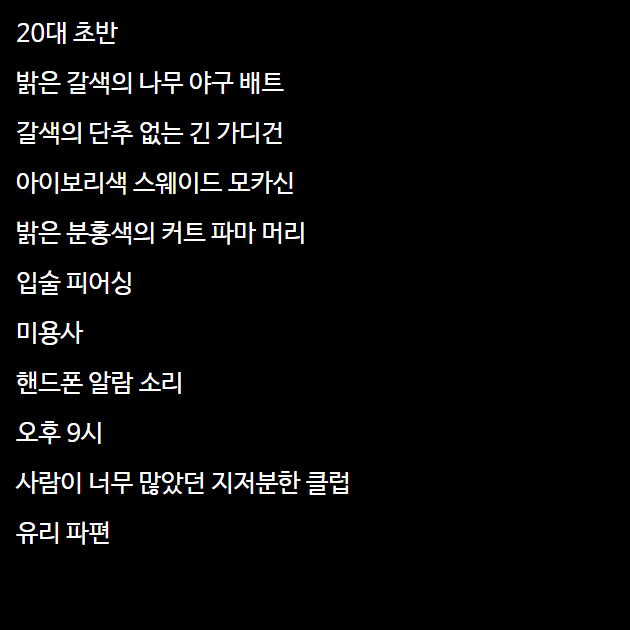 20대 초반
밝은 갈색의 나무 야구 배트
갈색의 단추 없는 긴 가디건
아이보리색 스웨이드 모카신
밝은 분홍색의 커트 파마 머리
입술 피어싱
미용사
핸드폰 알람 소리
오후 9시
사람이 너무 많았던 지저분한 클럽
유리 파편